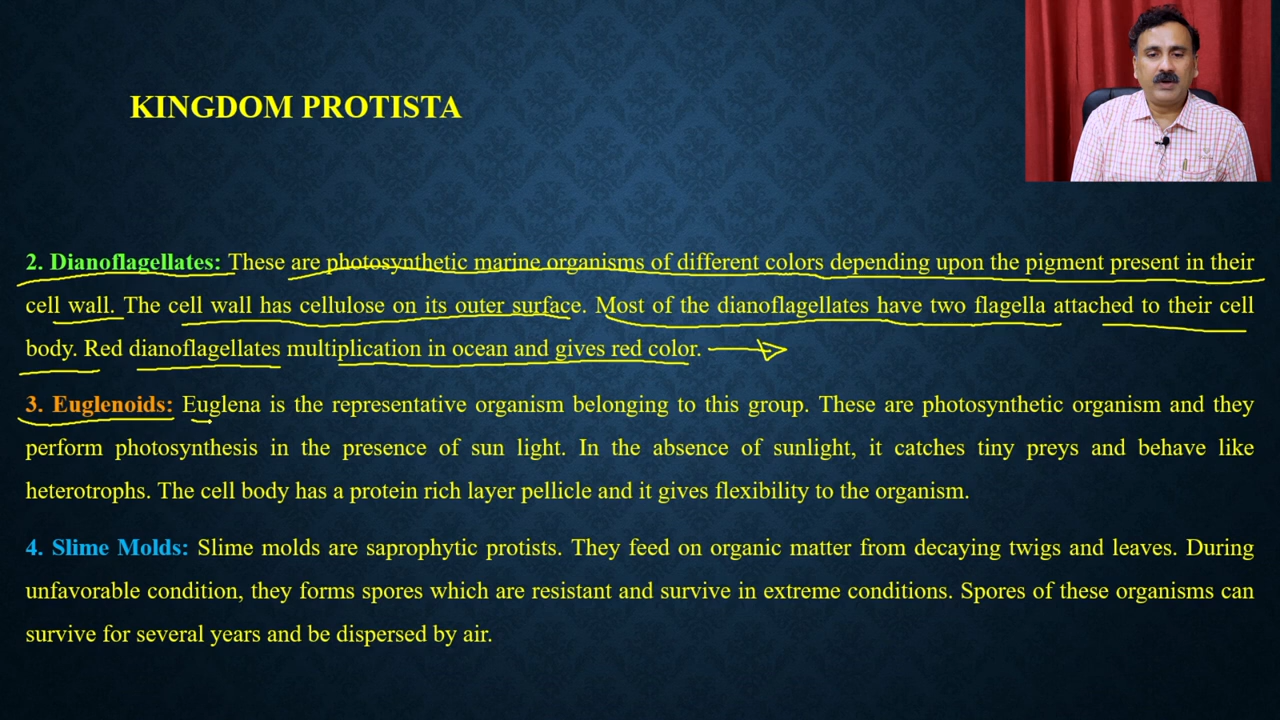 KINGDOM PROTISTA
2. Dianoflagellates: These are photosynthetic marine organisms of different colors depending upon the pigment present in their
cell wall. The cell wall has cellulose on its outer surface. Most of the dianoflagellates have two flagella attached to their cell
body. Red dianoflagellates multiplication in ocean and gives red color.
3. Euglenoids: Euglena is the representative organism belonging to this group. These are photosynthetic organism and they
perform photosynthesis in the presence of sun light. In the absence of sunlight, it catches tiny preys and behave like
heterotrophs. The cell body has a protein rich layer pellicle and it gives flexibility to the organism.
4. Slime Molds: Slime molds are saprophytic protists. They feed on organic matter from decaying twigs and leaves. During
unfavorable condition, they forms spores which are resistant and survive in extreme conditions. Spores of these organisms can
survive for several years and be dispersed by air.